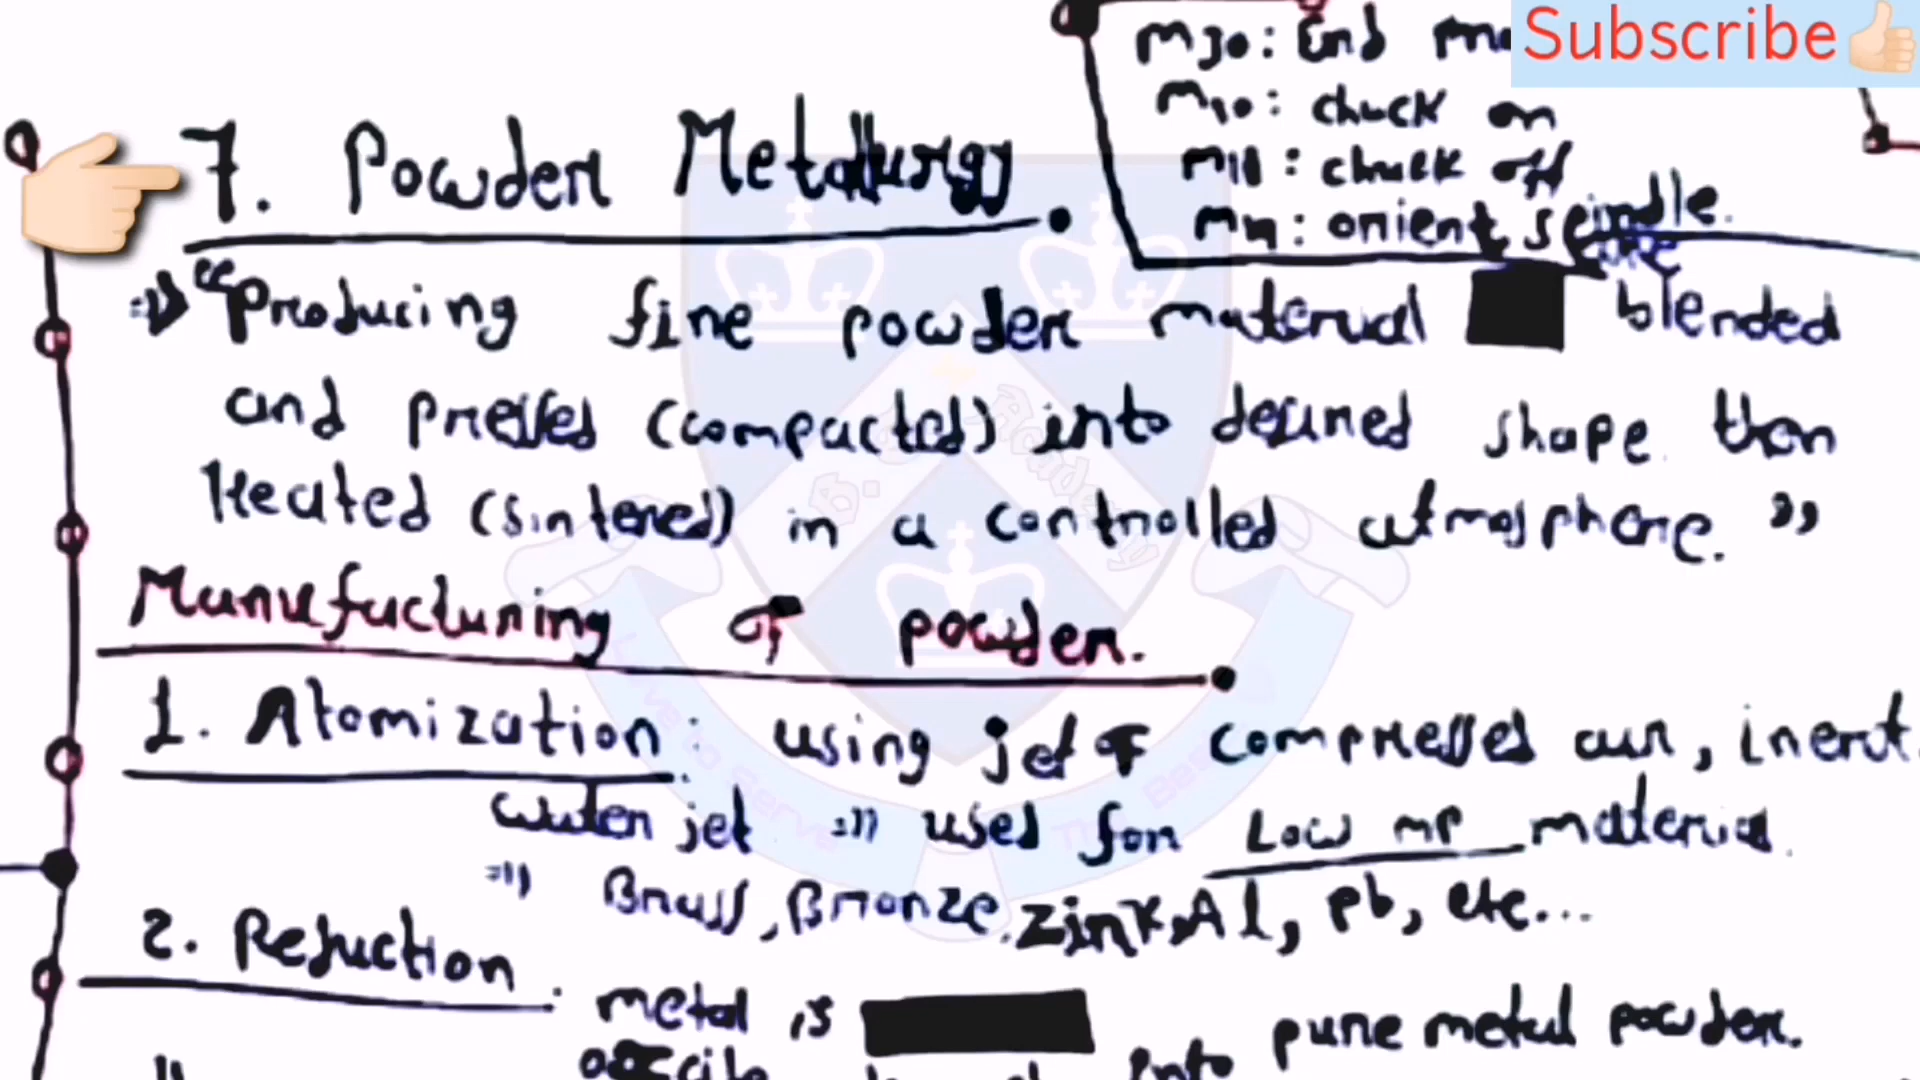 M30: End
Subscribe
M10: chuck on
M11: chuck off
7. Powder Metallurgy
: orient spindle.
"Producing fine powder material blended
and pressed (compacted) into desired shape then
Heated (sintered) in a controlled atmosphere."
Manufacturing of powder.
1. Atomization: using jet of compressed air, inert
water jet => used for Low MP material.
=> Brass, Bronze, Zink, Al, Pb, etc...
2. Reduction: metal is
pure metal powder.
into